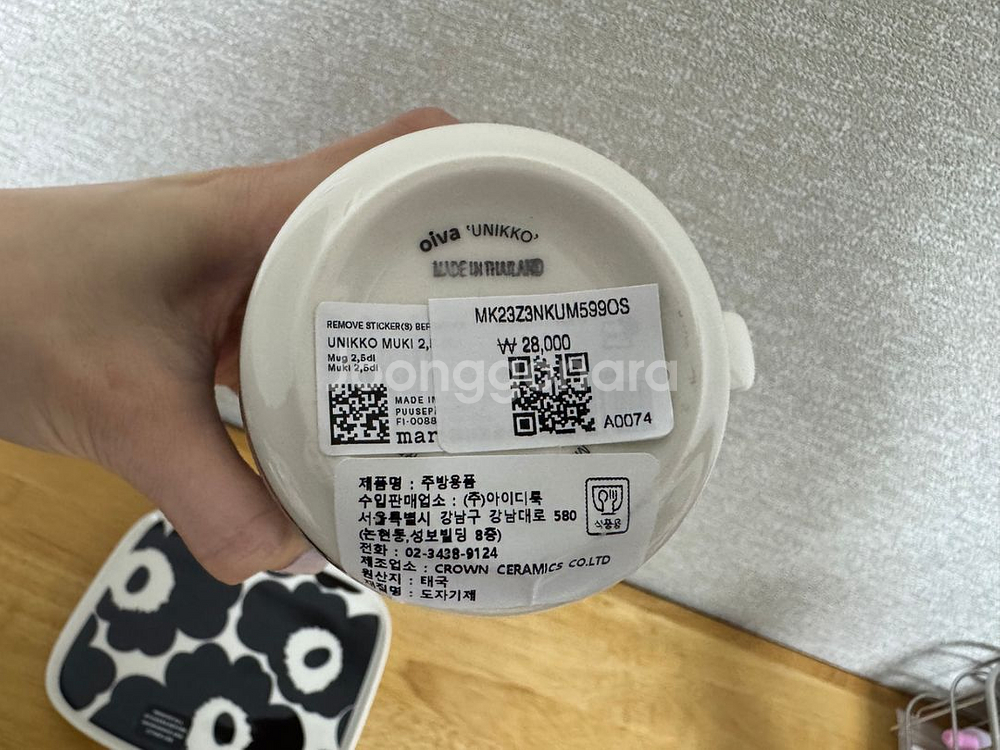 oiva 'UNIKKO'
MADE IN THAILAND
REMOVE STICKER(S)
UNIKKO MUKI
Mug 2,5dl
Muki 2,5dl
MADE IN
FI-0088
mar
MK23Z3NKUM599OS
₩ 28,000
A0074
제품명 : 주방용품
수입판매업소 : (주)아이디룩
서울특별시 강남구 강남대로 580
(논현동,성보빌딩 8층)
전화 : 02-3438-9124
제조업소 : CROWN CERAMICS CO.LTD
원산지 : 태국
재질명 : 도자기제
식품용